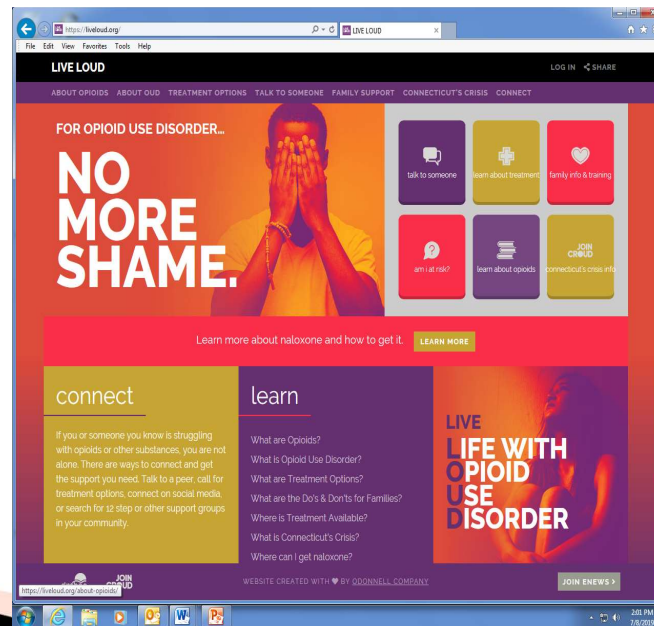 https://liveloud.org/
LIVE LOUD
File Edit View Favorites Tools Help
LIVE LOUD
LOG IN SHARE
ABOUT OPIOIDS ABOUT OUD TREATMENT OPTIONS TALK TO SOMEONE FAMILY SUPPORT CONNECTICUT'S CRISIS CONNECT
FOR OPIOID USE DISORDER...
NO
MORE
SHAME.
talk to someone
learn about treatment
family info & training
am i at risk?
learn about opioids
JOIN
CROUD
connecticut's crisis info
Learn more about naloxone and how to get it. LEARN MORE
connect
If you or someone you know is struggling
with opioids or other substances, you are not
alone. There are ways to connect and get
the support you need. Talk to a peer, call for
treatment options, connect on social media,
or search for 12 step or other support groups
in your community.
learn
What are Opioids?
What is Opioid Use Disorder?
What are Treatment Options?
What are the Do's & Don'ts for Families?
Where is Treatment Available?
What is Connecticut's Crisis?
Where can I get naloxone?
LIVE
LIFE WITH
OPIOID
USE
DISORDER
JOIN
CROUD
WEBSITE CREATED WITH ♥ BY ODONNELL COMPANY
JOIN ENEWS >
https://liveloud.org/about-opioids/
2:01 PM
7/8/2019